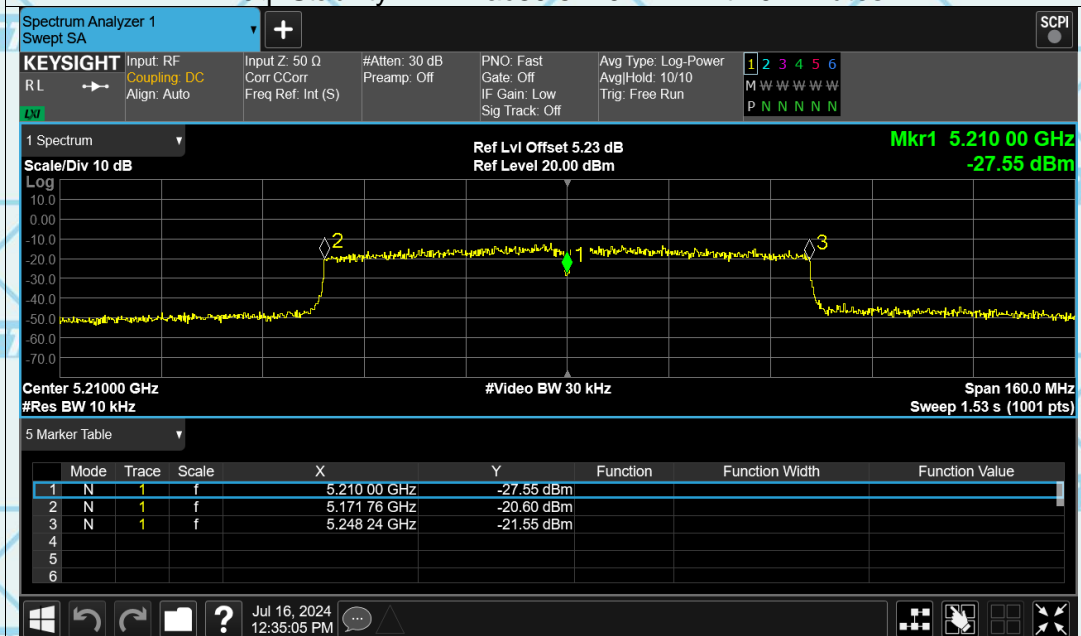 Spectrum Analyzer 1
Swept SA
+
SCPI
KEYSIGHT
R L
LXI
Input: RF
Coupling: DC
Align: Auto
Input Z: 50 Ω
Corr CCorr
Freq Ref: Int (S)
#Atten: 30 dB
Preamp: Off
PNO: Fast
Gate: Off
IF Gain: Low
Sig Track: Off
Avg Type: Log-Power
Avg|Hold: 10/10
Trig: Free Run
1 2 3 4 5 6
M W W W W W
P N N N N N
1 Spectrum
Scale/Div 10 dB
Ref Lvl Offset 5.23 dB
Ref Level 20.00 dBm
Mkr1 5.210 00 GHz
-27.55 dBm
Log
10.0
0.00
-10.0
-20.0
-30.0
-40.0
-50.0
-60.0
-70.0
2
1
3
Center 5.21000 GHz
#Video BW 30 kHz
Span 160.0 MHz
#Res BW 10 kHz
Sweep 1.53 s (1001 pts)
5 Marker Table
Mode Trace Scale X Y Function Function Width Function Value
1 N 1 f 5.210 00 GHz -27.55 dBm
2 N 1 f 5.171 76 GHz -20.60 dBm
3 N 1 f 5.248 24 GHz -21.55 dBm
4
5
6
?
Jul 16, 2024
12:35:05 PM